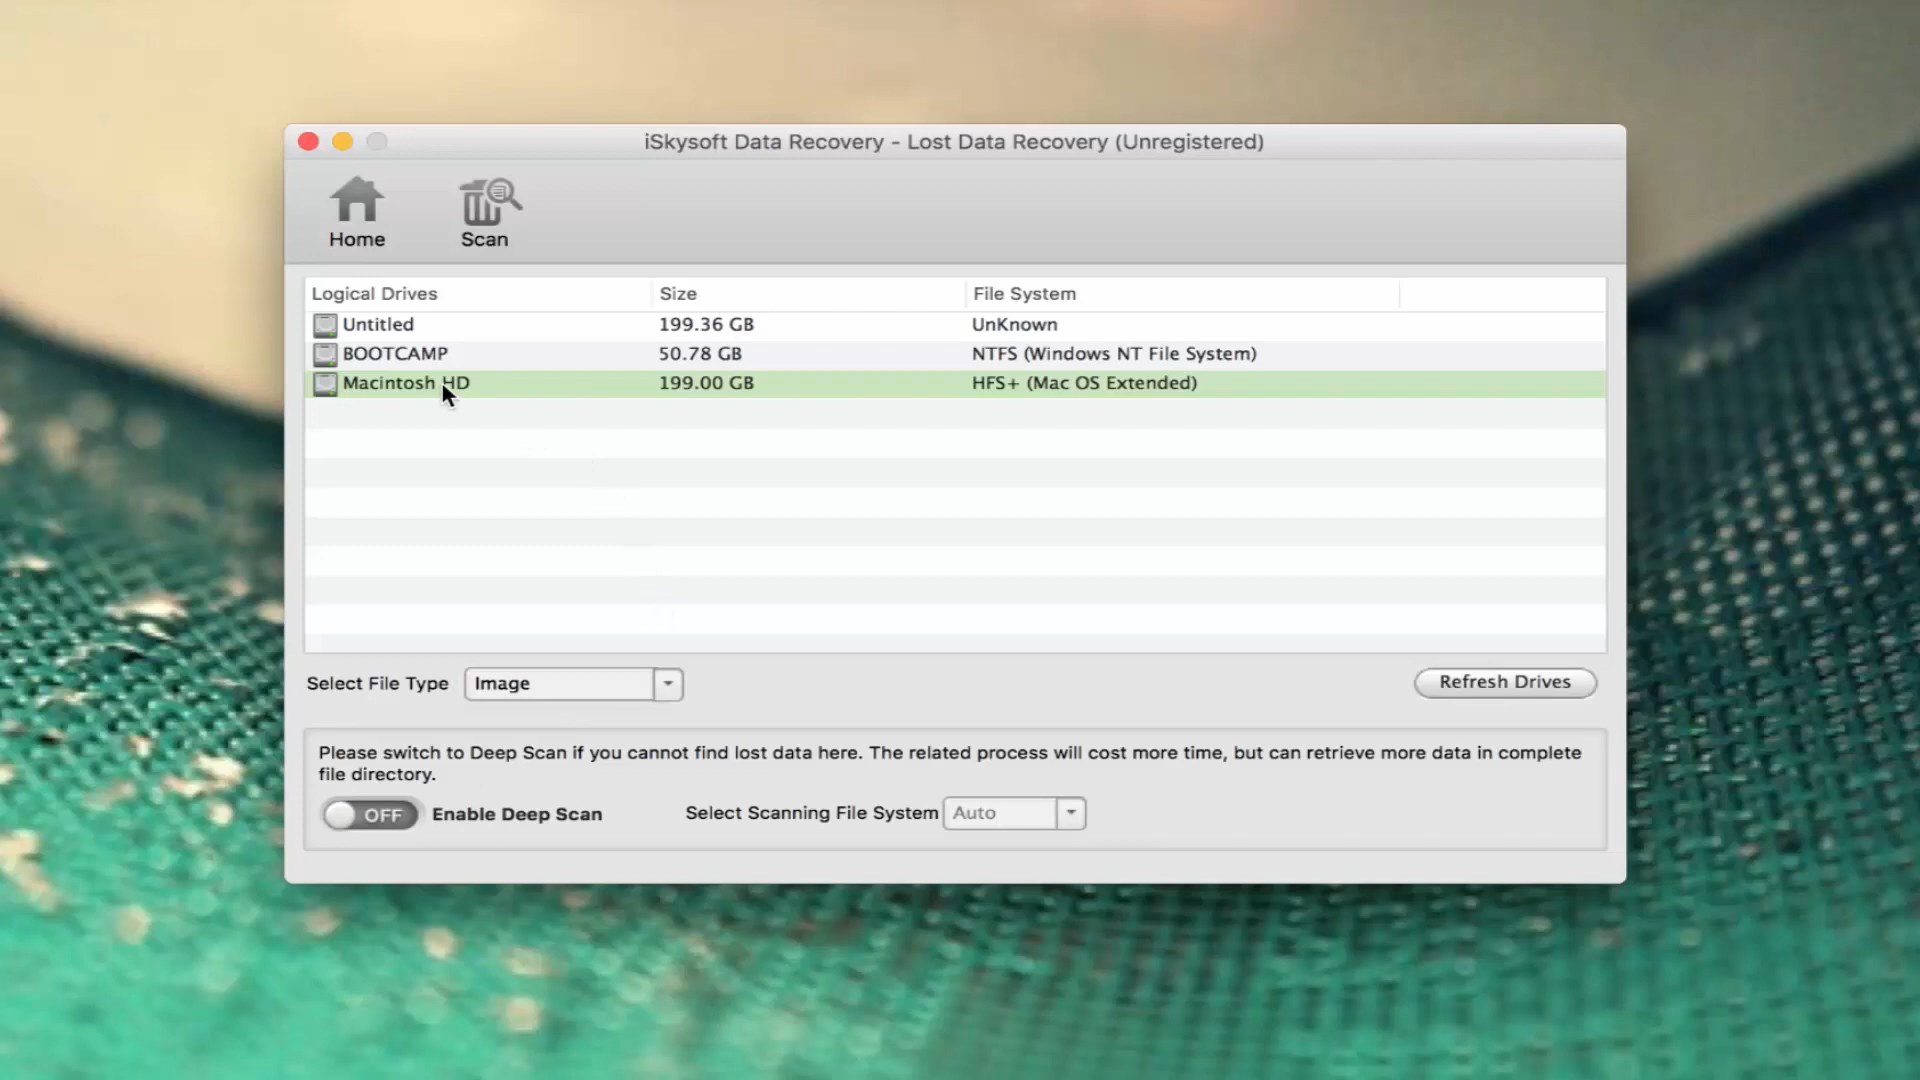 iSkysoft Data Recovery - Lost Data Recovery (Unregistered)
Home
Scan
Logical Drives Size File System
Untitled 199.36 GB UnKnown
BOOTCAMP 50.78 GB NTFS (Windows NT File System)
Macintosh HD 199.00 GB HFS+ (Mac OS Extended)
Select File Type Image Refresh Drives
Please switch to Deep Scan if you cannot find lost data here. The related process will cost more time, but can retrieve more data in complete
file directory.
OFF Enable Deep Scan Select Scanning File System Auto